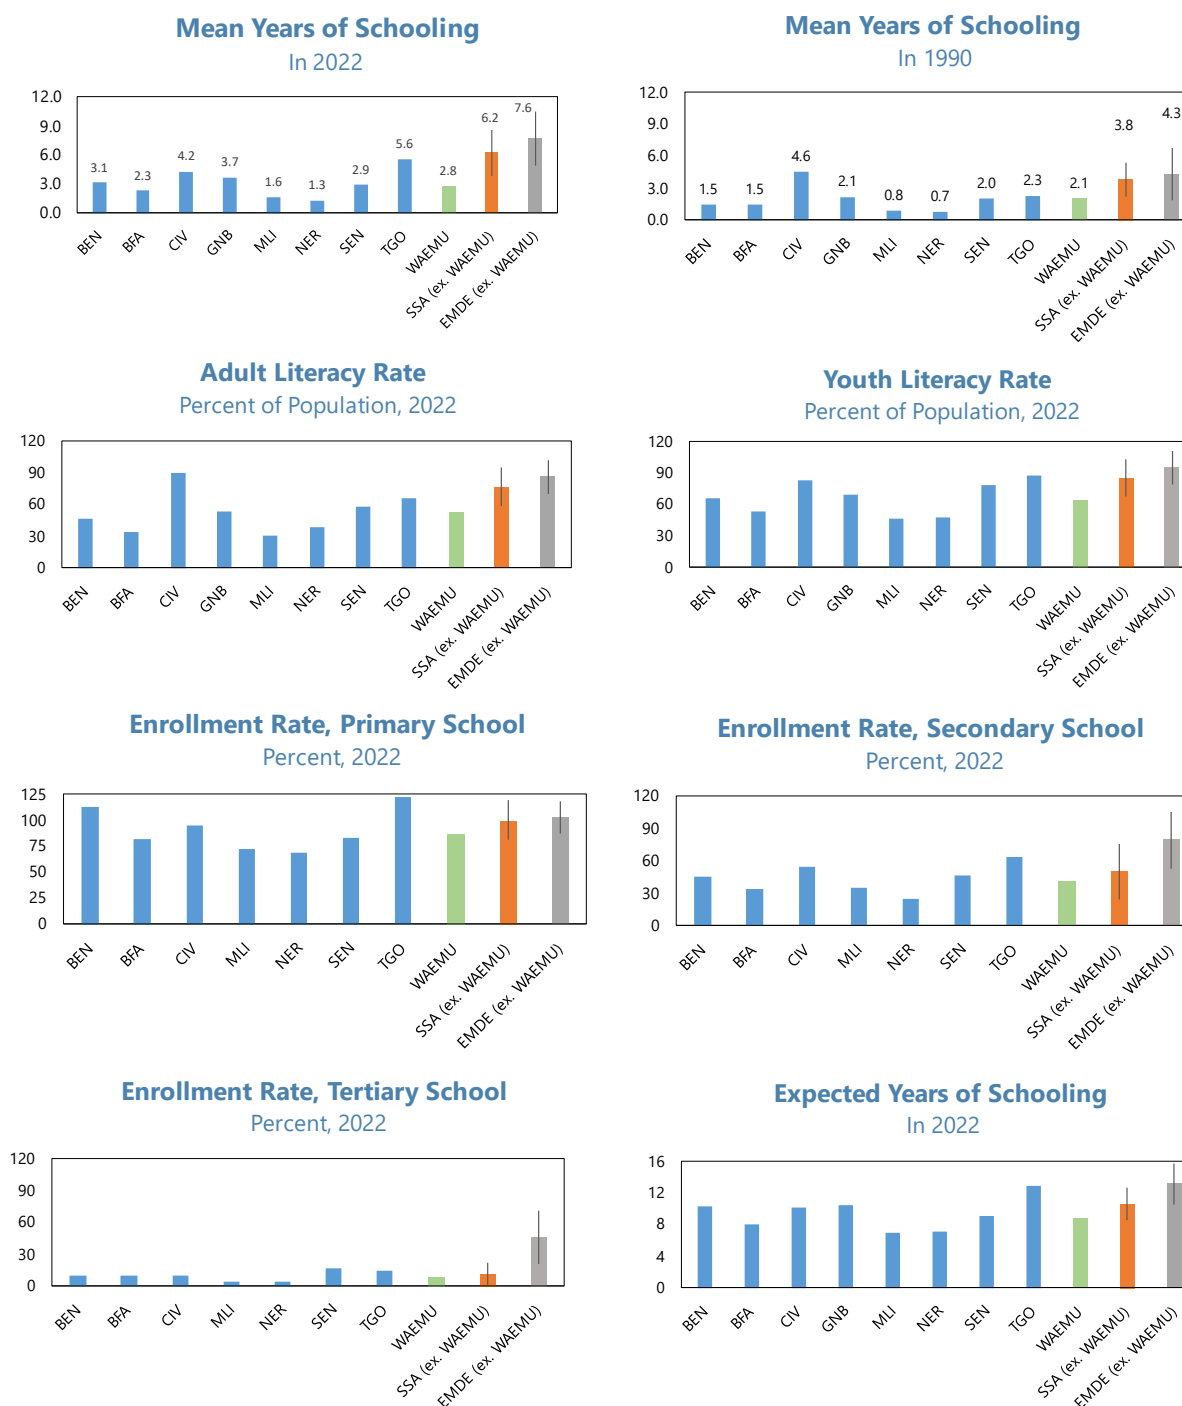 Mean Years of Schooling
In 2022
12.0
9.0
6.0
3.0
0.0
3.1
2.3
4.2
3.7
1.6
1.3
2.9
5.6
2.8
6.2
7.6
BEN
BFA
CIV
GNB
MLI
NER
SEN
TGO
WAEMU
SSA (ex. WAEMU)
EMDE (ex. WAEMU)
Mean Years of Schooling
In 1990
12.0
9.0
6.0
3.0
0.0
1.5
1.5
4.6
2.1
0.8
0.7
2.0
2.3
2.1
3.8
4.3
BEN
BFA
CIV
GNB
MLI
NER
SEN
TGO
WAEMU
SSA (ex. WAEMU)
EMDE (ex. WAEMU)
Adult Literacy Rate
Percent of Population, 2022
120
90
60
30
0
BEN
BFA
CIV
GNB
MLI
NER
SEN
TGO
WAEMU
SSA (ex. WAEMU)
EMDE (ex. WAEMU)
Youth Literacy Rate
Percent of Population, 2022
120
90
60
30
0
BEN
BFA
CIV
GNB
MLI
NER
SEN
TGO
WAEMU
SSA (ex. WAEMU)
EMDE (ex. WAEMU)
Enrollment Rate, Primary School
Percent, 2022
125
100
75
50
25
0
BEN
BFA
CIV
MLI
NER
SEN
TGO
WAEMU
SSA (ex. WAEMU)
EMDE (ex. WAEMU)
Enrollment Rate, Secondary School
Percent, 2022
120
90
60
30
0
BEN
BFA
CIV
MLI
NER
SEN
TGO
WAEMU
SSA (ex. WAEMU)
EMDE (ex. WAEMU)
Enrollment Rate, Tertiary School
Percent, 2022
120
90
60
30
0
BEN
BFA
CIV
MLI
NER
SEN
TGO
WAEMU
SSA (ex. WAEMU)
EMDE (ex. WAEMU)
Expected Years of Schooling
In 2022
16
12
8
4
0
BEN
BFA
CIV
GNB
MLI
NER
SEN
TGO
WAEMU
SSA (ex. WAEMU)
EMDE (ex. WAEMU)